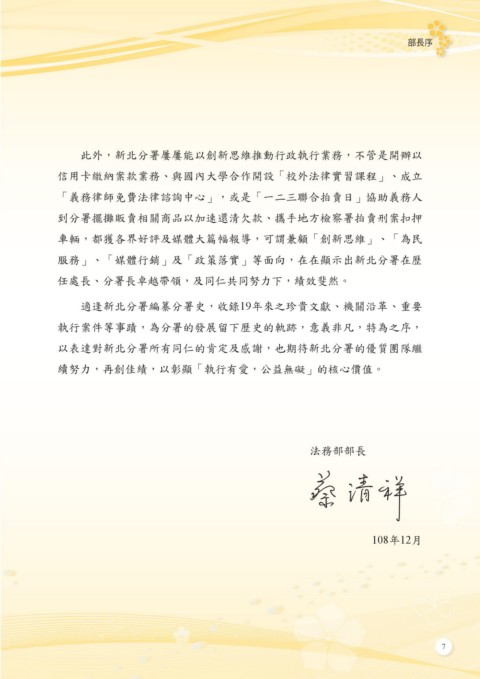 部長序
此外，新北分署屢屢能以創新思維推動行政執行業務，不管是開辦以
信用卡繳納案款業務、與國內大學合作開設「校外法律實習課程」、成立
「義務律師免費法律諮詢中心」，或是「一二三聯合拍賣日」協助義務人
到分署擺攤販賣相關商品以加速還清欠款、攜手地方檢察署拍賣刑案扣押
車輛，都獲各界好評及媒體大篇幅報導，可謂兼顧「創新思維」、「為民
服務」、「媒體行銷」及「政策落實」等面向，在在顯示出新北分署在歷
任處長、分署長卓越帶領，及同仁共同努力下，績效斐然。
適逢新北分署編纂分署史，收錄19年來之珍貴文獻、機關沿革、重要
執行案件等事蹟，為分署的發展留下歷史的軌跡，意義非凡，特為之序，
以表達對新北分署所有同仁的肯定及感謝，也期待新北分署的優質團隊繼
續努力，再創佳績，以彰顯「執行有愛，公益無礙」的核心價值。
法務部部長
蔡清祥
108年12月
7